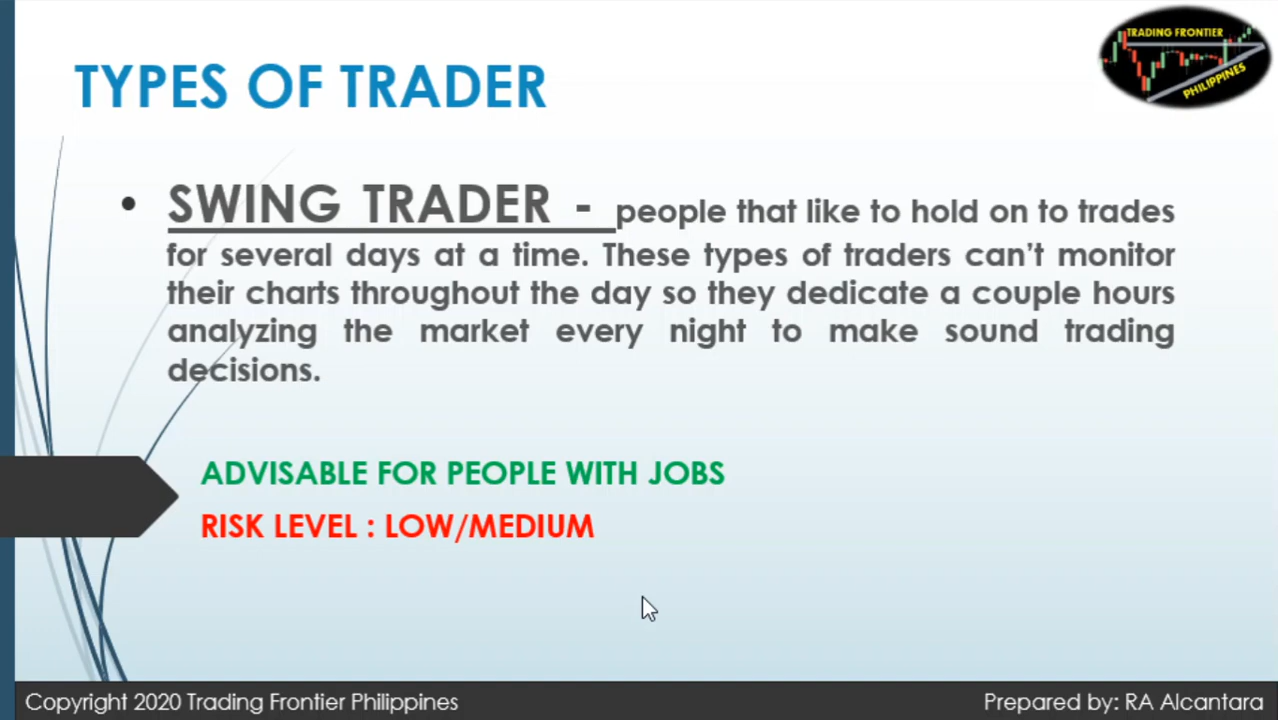 TRADING FRONTIER
PHILIPPINES
TYPES OF TRADER
• SWING TRADER - people that like to hold on to trades
for several days at a time. These types of traders can’t monitor
their charts throughout the day so they dedicate a couple hours
analyzing the market every night to make sound trading
decisions.
ADVISABLE FOR PEOPLE WITH JOBS
RISK LEVEL : LOW/MEDIUM
Copyright 2020 Trading Frontier Philippines
Prepared by: RA Alcantara